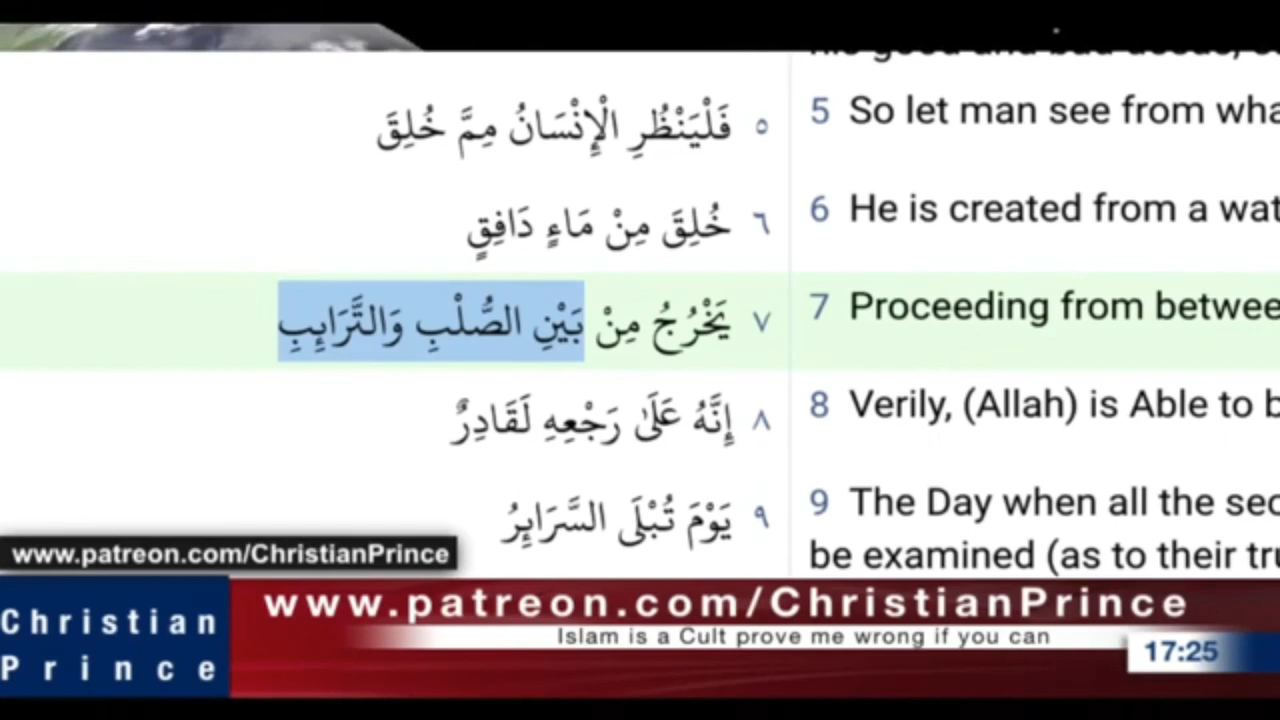 5 So let man see from wha
فَلْيَنْظُرِ الْإِنْسَانُ مِمَّ خُلِقَ ٥
6 He is created from a wat
خُلِقَ مِنْ مَاءٍ دَافِقٍ ٦
7 Proceeding from betwee
يَخْرُجُ مِنْ بَيْنِ الصُّلْبِ وَالتَّرَائِبِ ٧
8 Verily, (Allah) is Able to b
إِنَّهُ عَلَىٰ رَجْعِهِ لَقَادِرٌ ٨
9 The Day when all the sec
يَوْمَ تُبْلَى السَّرَائِرُ ٩
be examined (as to their tru
www.patreon.com/ChristianPrince
Christian
Prince
www.patreon.com/ChristianPrince
Islam is a Cult prove me wrong if you can
17:25